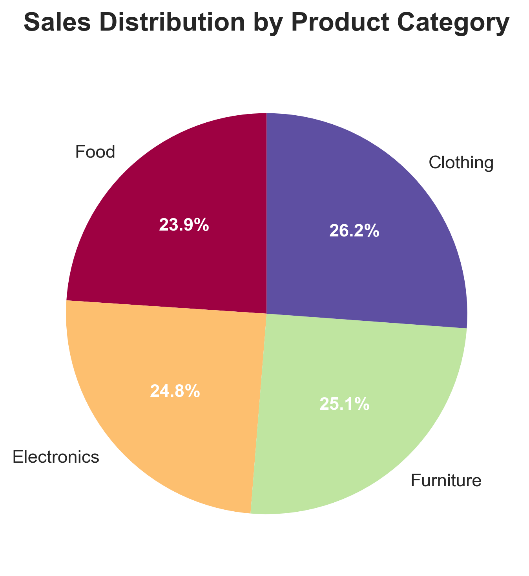 Sales Distribution by Product Category
Food
Clothing
23.9%
26.2%
24.8%
25.1%
Electronics
Furniture